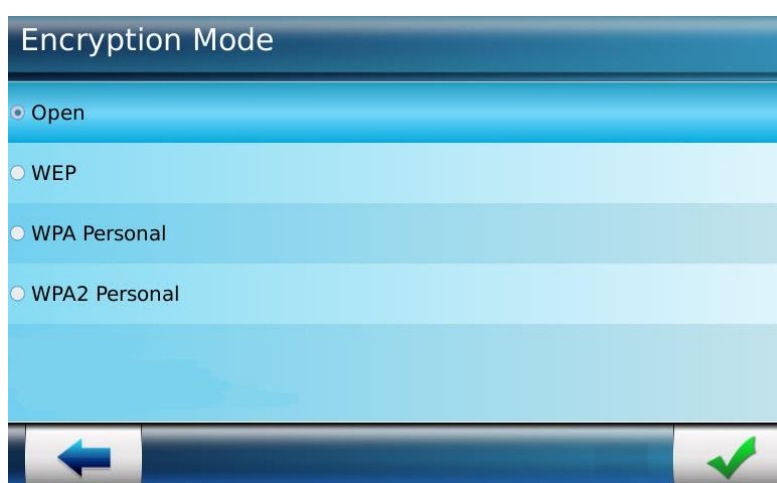 Encryption Mode
Open
WEP
WPA Personal
WPA2 Personal